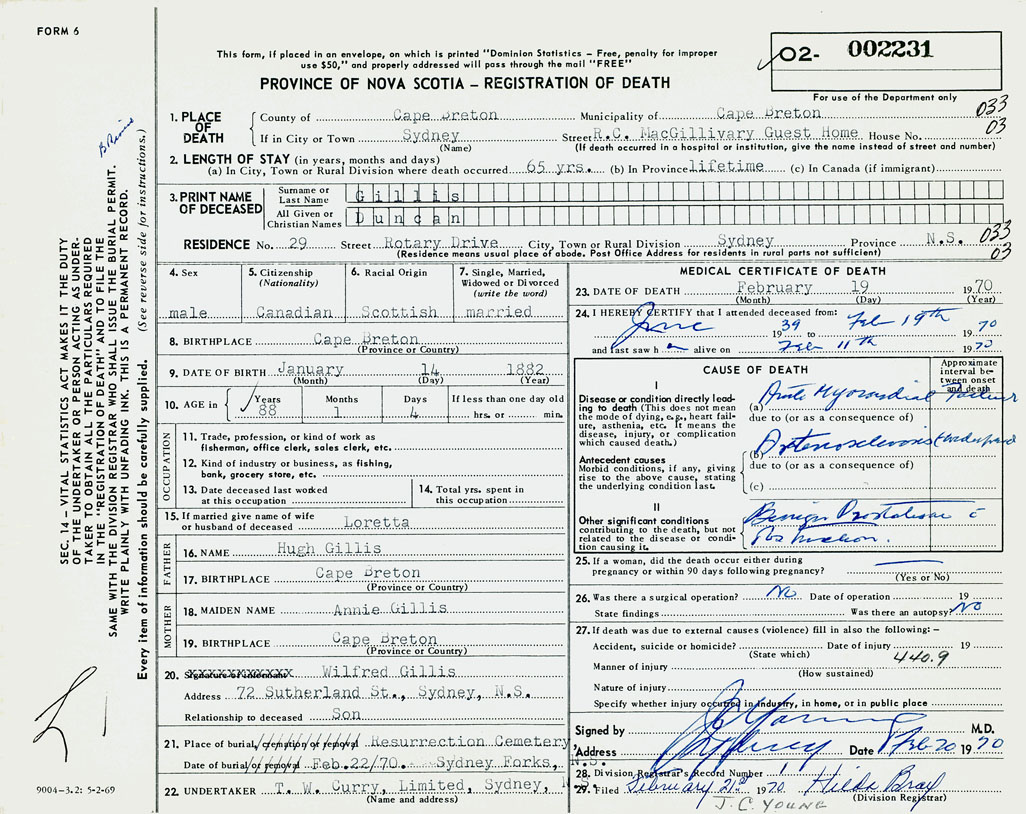 FORM 6
This form, if placed in an envelope, on which is printed "Dominion Statistics – Free, penalty for improper
use $50," and properly addressed will pass through the mail "FREE"
O2- 002231
PROVINCE OF NOVA SCOTIA – REGISTRATION OF DEATH
For use of the Department only
1. PLACE OF DEATH
County of Cape Breton Municipality of Cape Breton 033
If in City or Town Sydney Street R.C. MacGillivary Guest Home House No. 03
(Name) (If death occurred in a hospital or institution, give the name instead of street and number)
2. LENGTH OF STAY (in years, months and days)
(a) In City, Town or Rural Division where death occurred 65 yrs. (b) In Province lifetime (c) In Canada (if immigrant)
3. PRINT NAME OF DECEASED
Surname or Last Name Gillis
All Given or Christian Names Duncan
RESIDENCE No. 29 Street Rotary Drive City, Town or Rural Division Sydney Province N.S. 033
(Residence means usual place of abode. Post Office Address for residents in rural parts not sufficient) 03
4. Sex
male
5. Citizenship (Nationality)
Canadian
6. Racial Origin
Scottish
7. Single, Married, Widowed or Divorced (write the word)
married
8. BIRTHPLACE Cape Breton
(Province or Country)
9. DATE OF BIRTH January 14 1882
(Month) (Day) (Year)
10. AGE in
Years Months Days If less than one day old
88 1 4 hrs. or min.
OCCUPATION
11. Trade, profession, or kind of work as
fisherman, office clerk, sales clerk, etc.
12. Kind of industry or business, as fishing,
bank, grocery store, etc.
13. Date deceased last worked
at this occupation
14. Total yrs. spent in
this occupation
15. If married give name of wife
or husband of deceased Loretta
FATHER
16. NAME Hugh Gillis
17. BIRTHPLACE Cape Breton
(Province or Country)
MOTHER
18. MAIDEN NAME Annie Gillis
19. BIRTHPLACE Cape Breton
(Province or Country)
20. Signature of informant Wilfred Gillis
Address 72 Sutherland St., Sydney, N.S.
Relationship to deceased Son
21. Place of burial, cremation or removal Resurrection Cemetery,
Date of burial or removal Feb.22/70. Sydney Forks, N.S.
22. UNDERTAKER T. W. Curry, Limited, Sydney, N.S.
(Name and address)
MEDICAL CERTIFICATE OF DEATH
23. DATE OF DEATH February 19 1970
(Month) (Day) (Year)
24. I HEREBY CERTIFY that I attended deceased from:
June 1939 to Feb 19th 1970
and last saw h alive on Feb 11th 1970
CAUSE OF DEATH
Approximate interval between onset and death
I
Disease or condition directly leading to death (This does not
mean the mode of dying, e.g., heart failure, asthenia, etc. It means the
disease, injury, or complication
which caused death.)
(a) Acute Myocardial
due to (or as a consequence of)
Antecedent causes
Morbid conditions, if any, giving
rise to the above cause, stating
the underlying condition last.
(b) Arteriosclerosis
due to (or as a consequence of)
(c)
II
Other significant conditions
contributing to the death, but not
related to the disease or condition causing it.
Benign
25. If a woman, did the death occur either during
pregnancy or within 90 days following pregnancy?
(Yes or No)
26. Was there a surgical operation? No Date of operation 19
State findings Was there an autopsy? No
27. If death was due to external causes (violence) fill in also the following: –
Accident, suicide or homicide? Date of injury 19
(State which) 440.9
Manner of injury
(How sustained)
Nature of injury
Specify whether injury occurred in industry, in home, or in public place
Signed by M.D.
Address Sydney Date Feb 20 1970
28. Division Registrar's Record Number
29. Filed February 1970 Hilda Bray
(Division Registrar)
J.C. YOUNG
SEC. 14 – VITAL STATISTICS ACT MAKES IT THE DUTY
OF THE UNDERTAKER OR PERSON ACTING AS UNDER-
TAKER TO OBTAIN ALL THE PARTICULARS REQUIRED
IN THE "REGISTRATION OF DEATH" AND TO FILE THE
SAME WITH THE DIVISION REGISTRAR WHO SHALL ISSUE THE BURIAL PERMIT.
WRITE PLAINLY WITH UNFADING INK. THIS IS A PERMANENT RECORD.
Every item of information should be carefully supplied. (See reverse side for instructions.)
9004–3.2: 5-2-69